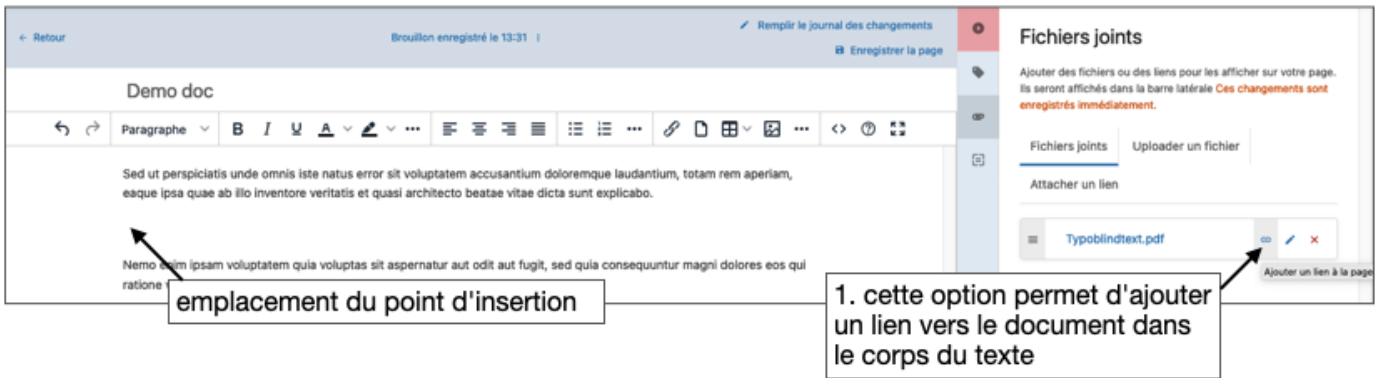 ← Retour
Brouillon enregistré le 13:31
Remplir le journal des changements
Enregistrer la page
Demo doc
Paragraphe
B I U A
Sed ut perspiciatis unde omnis iste natus error sit voluptatem accusantium doloremque laudantium, totam rem aperiam,
eaque ipsa quae ab illo inventore veritatis et quasi architecto beatae vitae dicta sunt explicabo.
Nemo enim ipsam voluptatem quia voluptas sit aspernatur aut odit aut fugit, sed quia consequuntur magni dolores eos qui
ratione
emplacement du point d'insertion
Fichiers joints
Ajouter des fichiers ou des liens pour les afficher sur votre page.
Ils seront affichés dans la barre latérale Ces changements sont
enregistrés immédiatement.
Fichiers joints
Uploader un fichier
Attacher un lien
Typoblindtext.pdf
Ajouter un lien à la page
1. cette option permet d'ajouter
un lien vers le document dans
le corps du texte